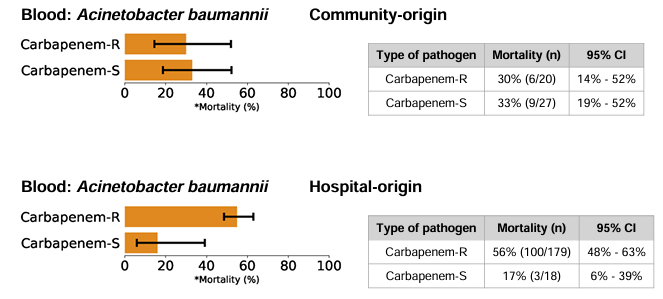 Blood: Acinetobacter baumannii
Community-origin
Carbapenem-R
Carbapenem-S
0 20 40 60 80 100
*Mortality (%)
Type of pathogen Mortality (n) 95% CI
Carbapenem-R 30% (6/20) 14% - 52%
Carbapenem-S 33% (9/27) 19% - 52%
Blood: Acinetobacter baumannii
Hospital-origin
Carbapenem-R
Carbapenem-S
0 20 40 60 80 100
*Mortality (%)
Type of pathogen Mortality (n) 95% CI
Carbapenem-R 56% (100/179) 48% - 63%
Carbapenem-S 17% (3/18) 6% - 39%